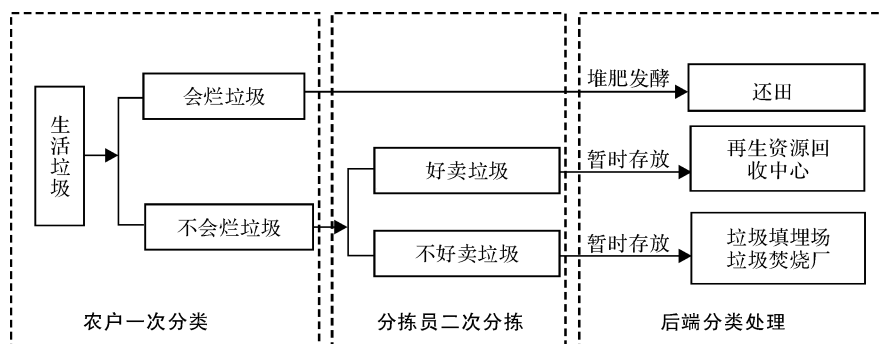 生活垃圾
会烂垃圾
不会烂垃圾
农户一次分类
好卖垃圾
不好卖垃圾
分拣员二次分拣
堆肥发酵
还田
暂时存放
再生资源回
收中心
暂时存放
垃圾填埋场
垃圾焚烧厂
后端分类处理